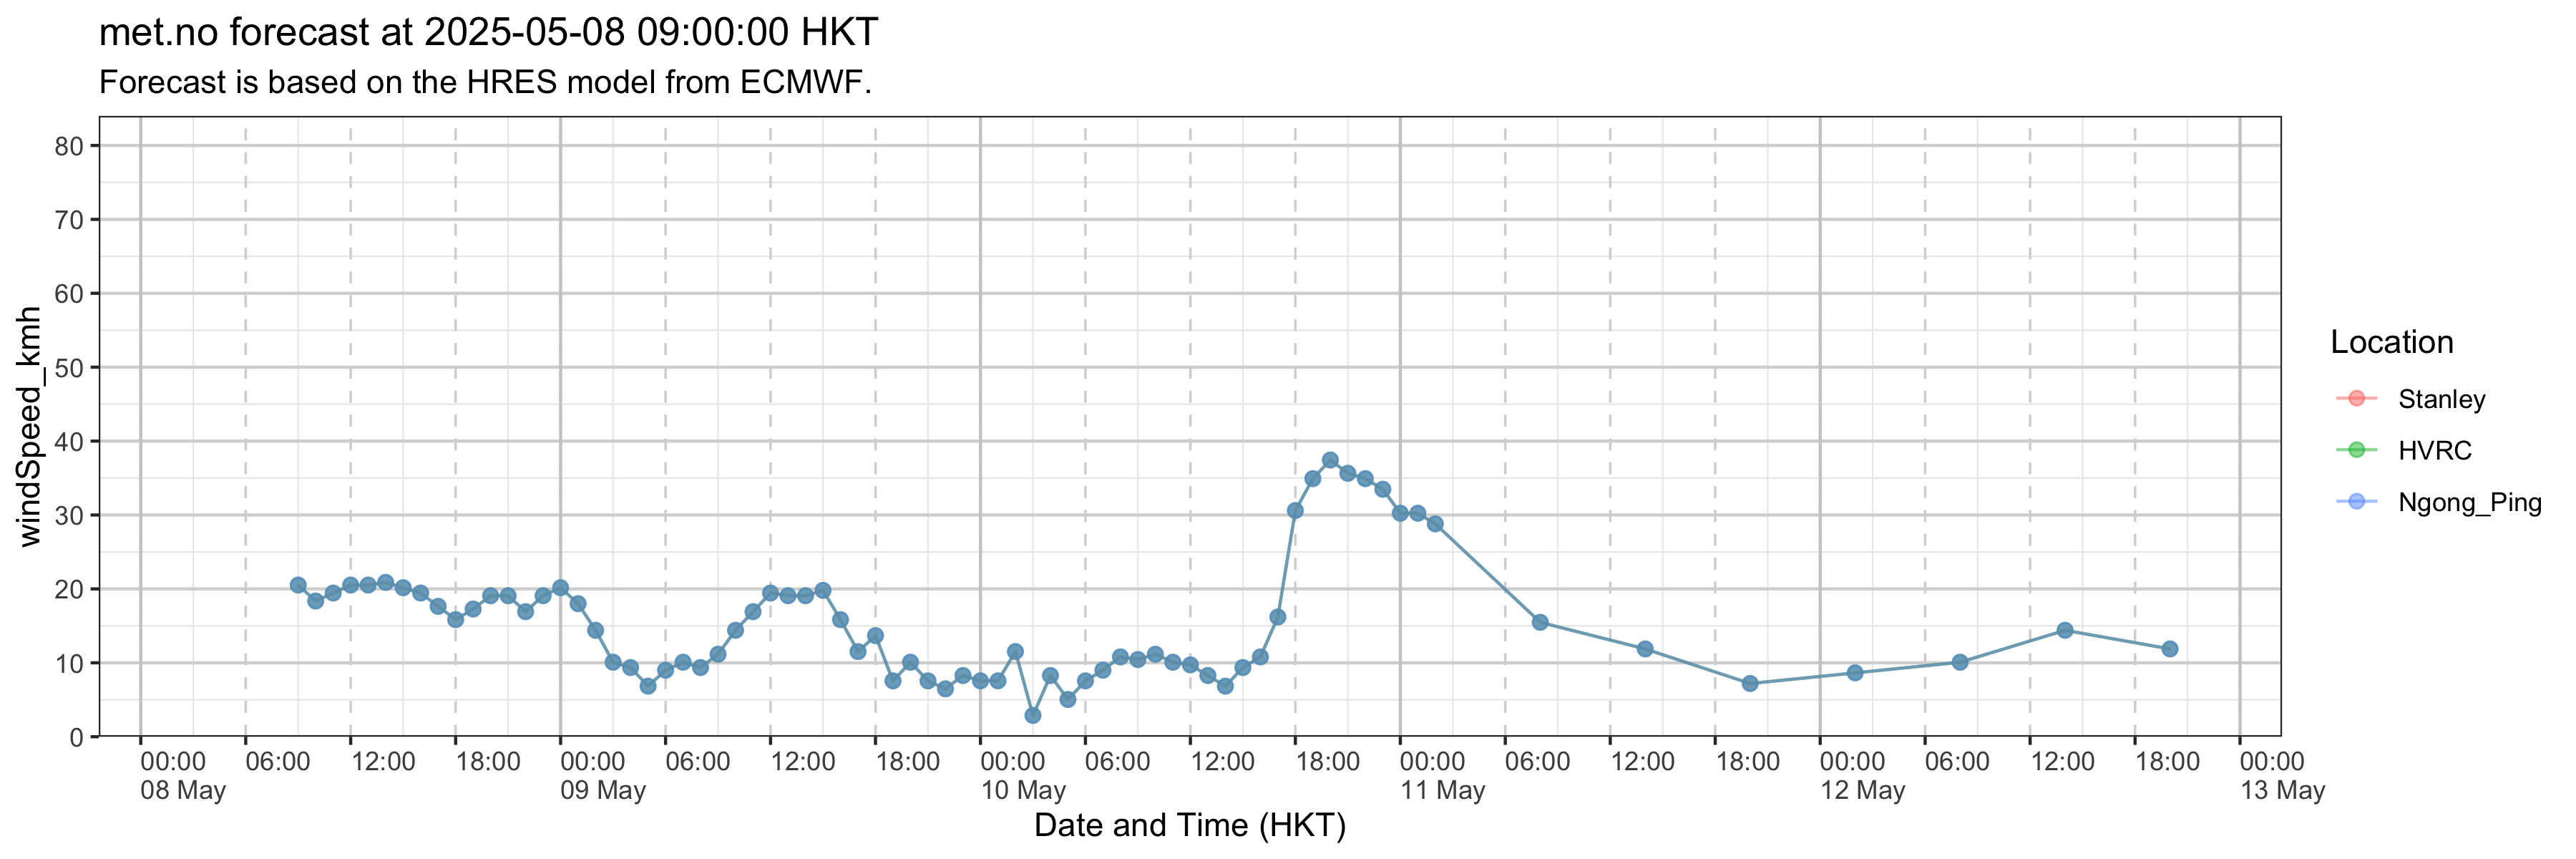 met.no forecast at 2025-05-08 09:00:00 HKT
Forecast is based on the HRES model from ECMWF.
windSpeed_kmh
80
70
60
50
40
30
20
10
0
00:00 06:00 12:00 18:00 00:00 06:00 12:00 18:00 00:00 06:00 12:00 18:00 00:00 06:00 12:00 18:00 00:00 06:00 12:00 18:00 00:00
08 May 09 May 10 May 11 May 12 May 13 May
Date and Time (HKT)
Location
Stanley
HVRC
Ngong_Ping